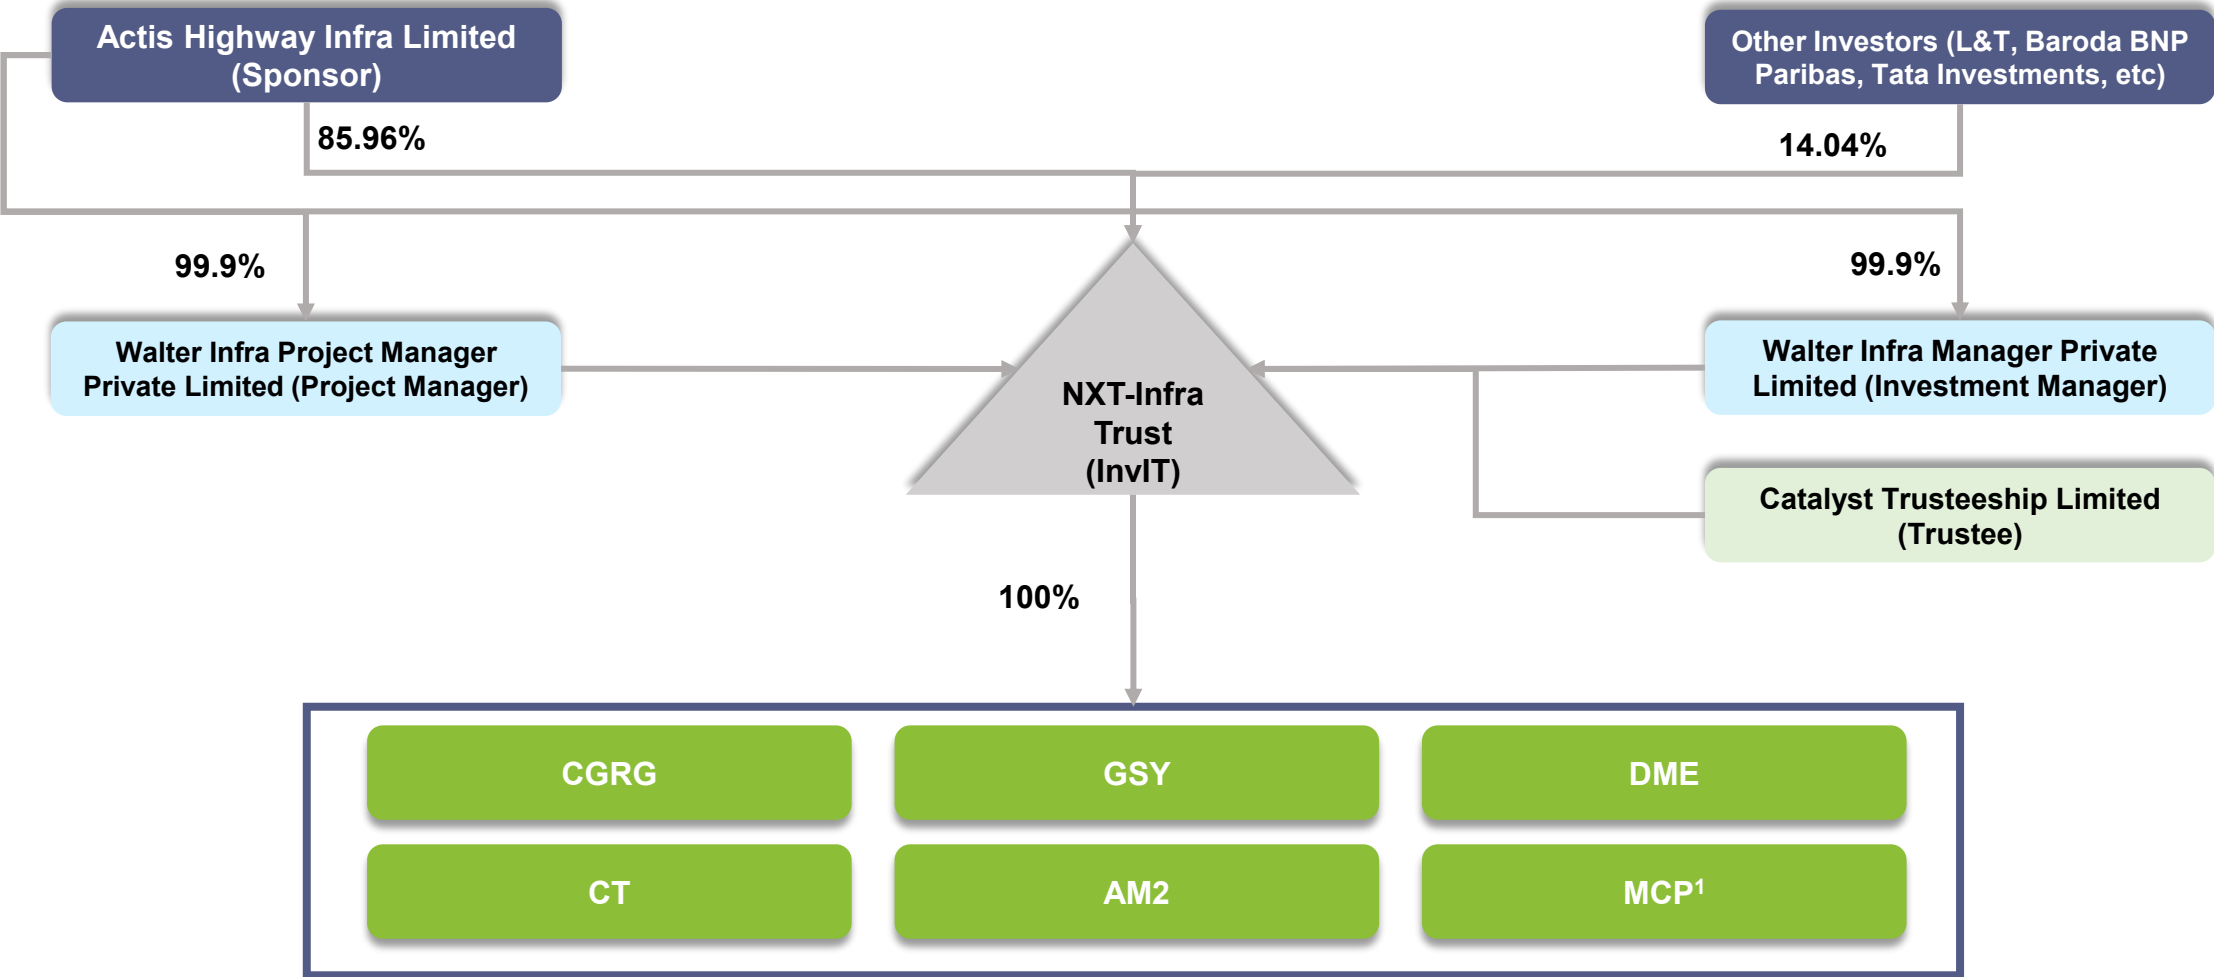 Actis Highway Infra Limited
(Sponsor)
Other Investors (L&T, Baroda BNP
Paribas, Tata Investments, etc)
85.96%
14.04%
99.9%
99.9%
Walter Infra Project Manager
Private Limited (Project Manager)
NXT-Infra
Trust
(InvIT)
Walter Infra Manager Private
Limited (Investment Manager)
Catalyst Trusteeship Limited
(Trustee)
100%
CGRG
GSY
DME
CT
AM2
MCP¹